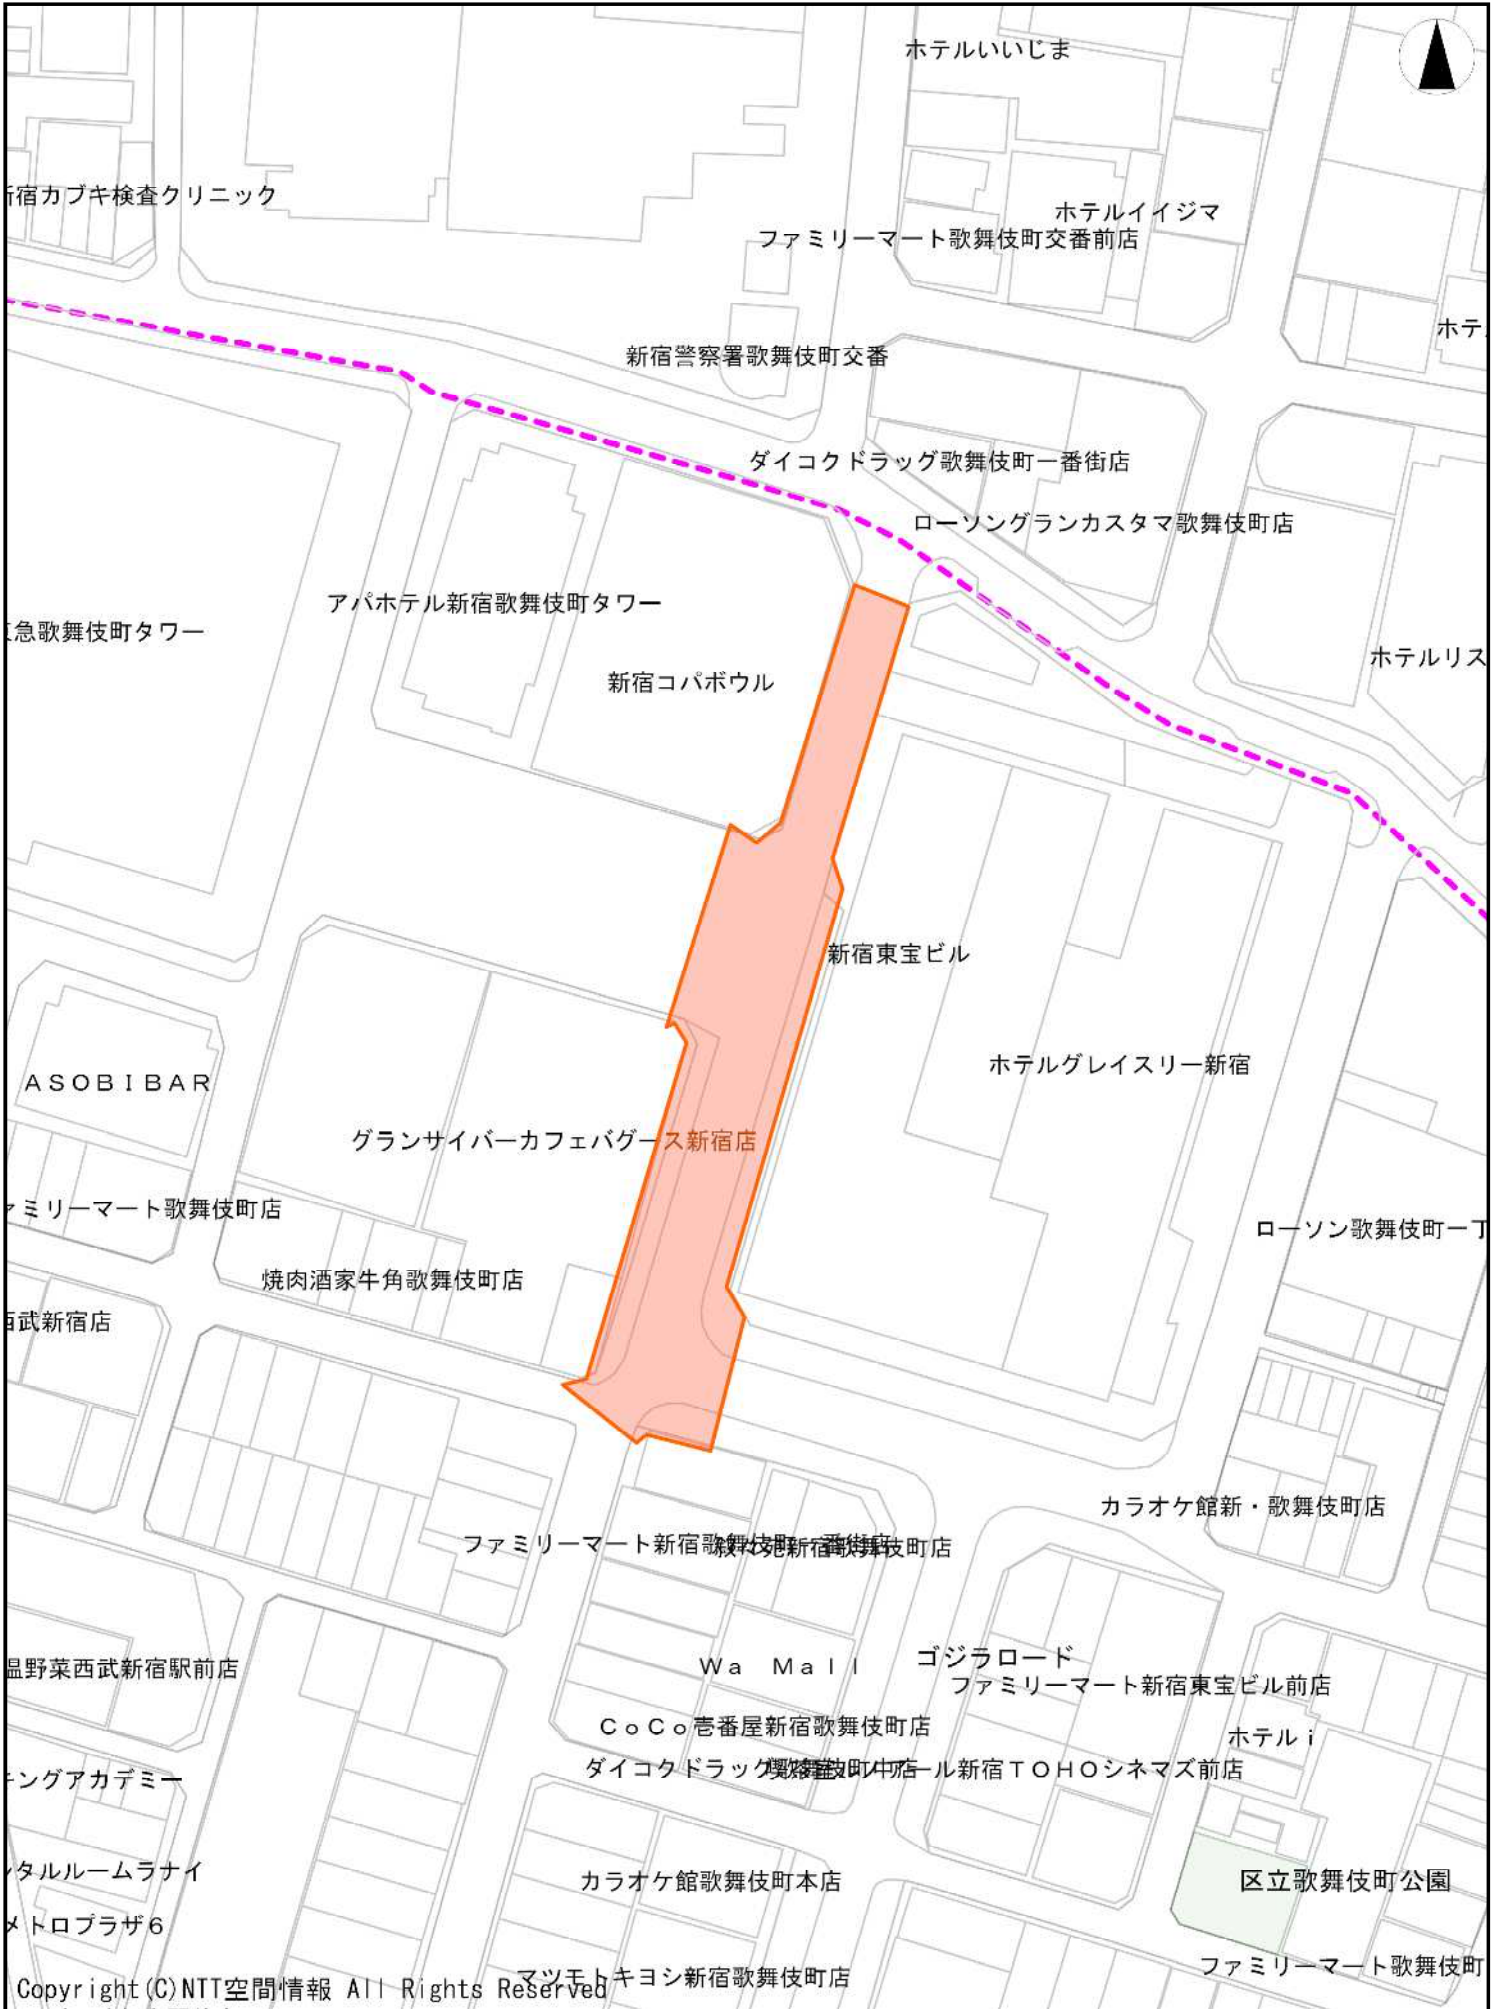 ホテルいいじま
宿カブキ検査クリニック
ホテルイイジマ
ファミリーマート歌舞伎町交番前店
ホテ
新宿警察署歌舞伎町交番
ダイコクドラッグ歌舞伎町一番街店
ローソングランカスタマ歌舞伎町店
アパホテル新宿歌舞伎町タワー
急歌舞伎町タワー
ホテルリス
新宿コパボウル
新宿東宝ビル
ホテルグレイスリー新宿
ASOBIBAR
グランサイバーカフェバグース新宿店
ァミリーマート歌舞伎町店
ローソン歌舞伎町一丁
焼肉酒家牛角歌舞伎町店
武新宿店
カラオケ館新・歌舞伎町店
ファミリーマート新宿歌舞伎町一番街店
叙々苑新宿歌舞伎町店
ゴジラロード
Wa Mall
温野菜西武新宿駅前店
ファミリーマート新宿東宝ビル前店
CoCo壱番屋新宿歌舞伎町店
ホテルi
ダイコクドラッグ歌舞伎町中店
ール新宿TOHOシネマズ前店
キングアカデミー
タルルームラナイ
カラオケ館歌舞伎町本店
区立歌舞伎町公園
メトロプラザ6
ファミリーマート歌舞伎町
マツモトキヨシ新宿歌舞伎町店
Copyright(C)NTT空間情報 All Rights Reserved